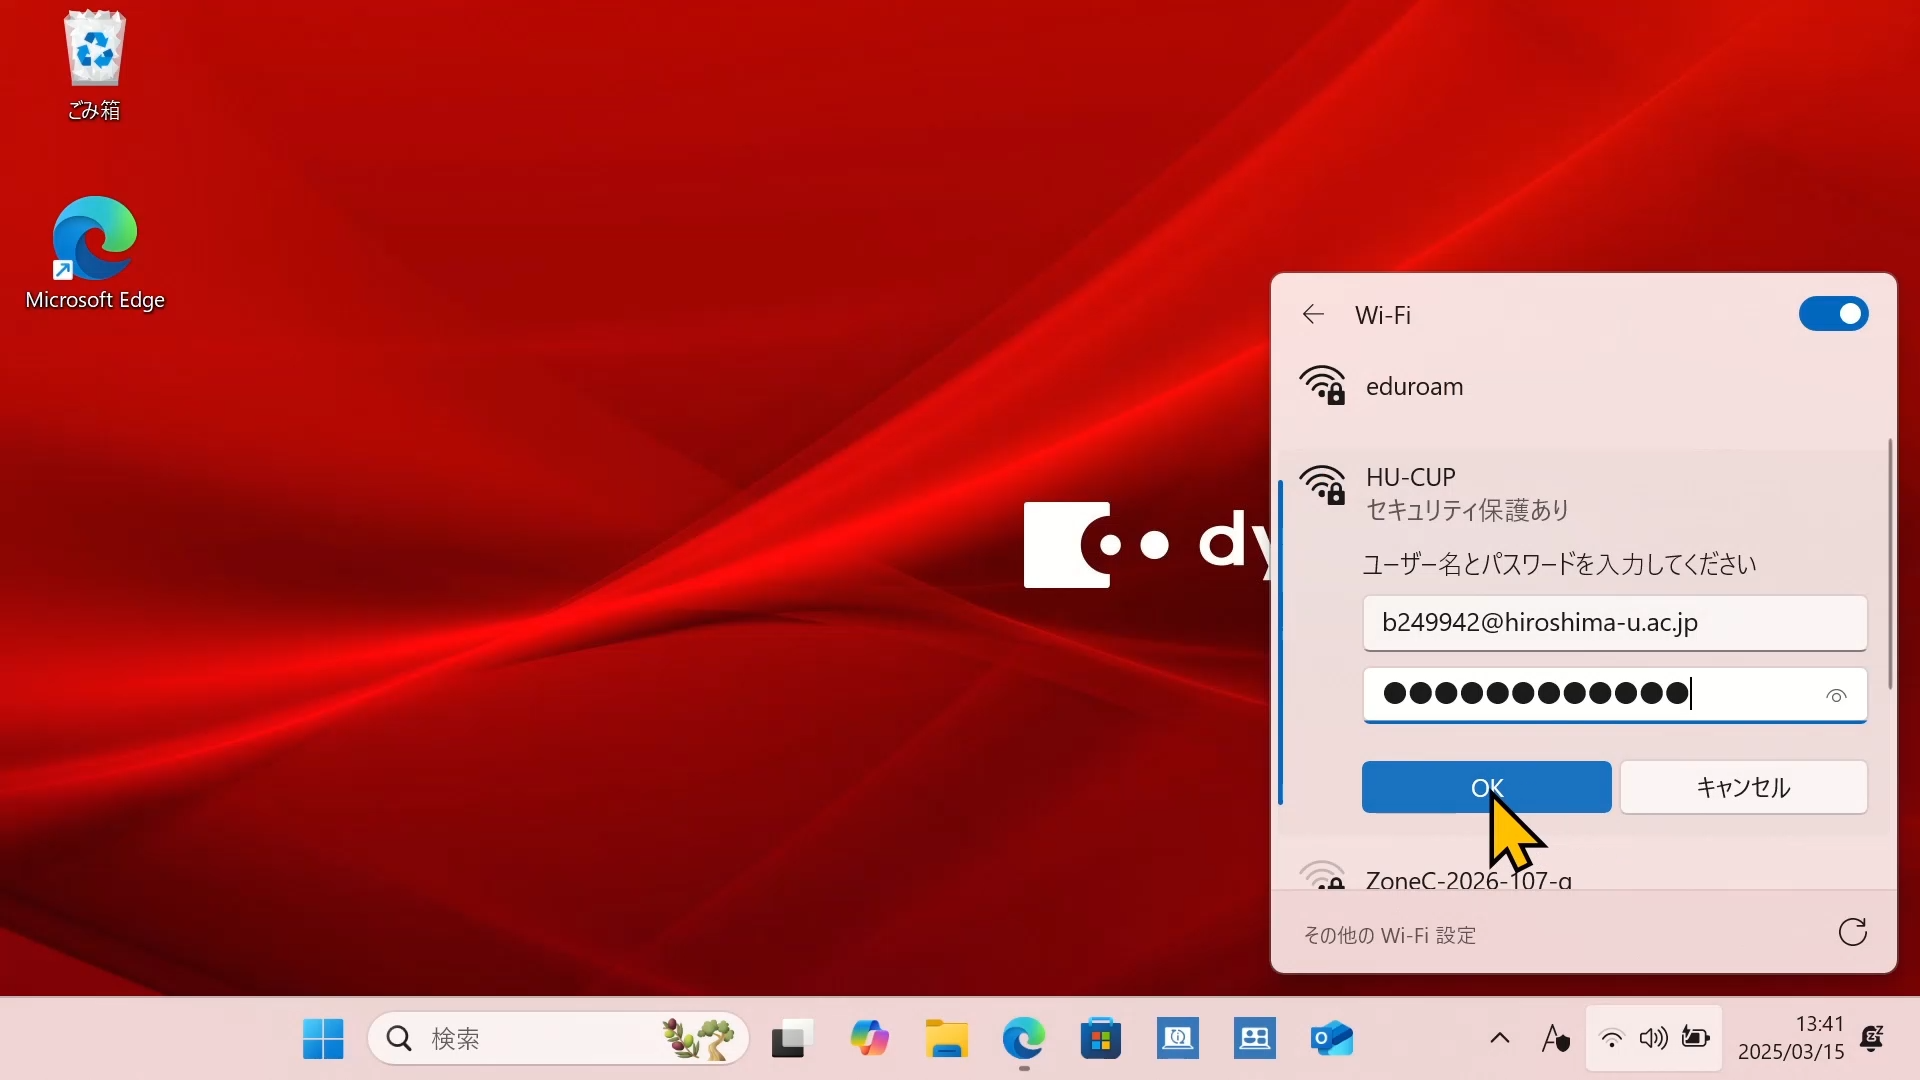 ごみ箱
Microsoft Edge
dy
Wi-Fi
eduroam
HU-CUP
セキュリティ保護あり
ユーザー名とパスワードを入力してください
b249942@hiroshima-u.ac.jp
●●●●●●●●●●●●
OK
キャンセル
ZoneC-2026-107-g
その他の Wi-Fi 設定
検索
13:41
2025/03/15